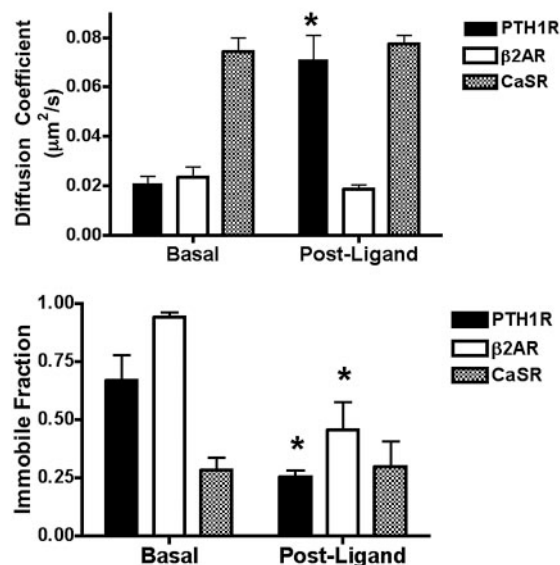 Diffusion Coefficient
(μm²/s)
0.08
0.06
0.04
0.02
0.00
*
PTH1R
β2AR
CaSR
Basal
Post-Ligand
Immobile Fraction
1.00
0.75
0.50
0.25
0.00
*
*
PTH1R
β2AR
CaSR
Basal
Post-Ligand